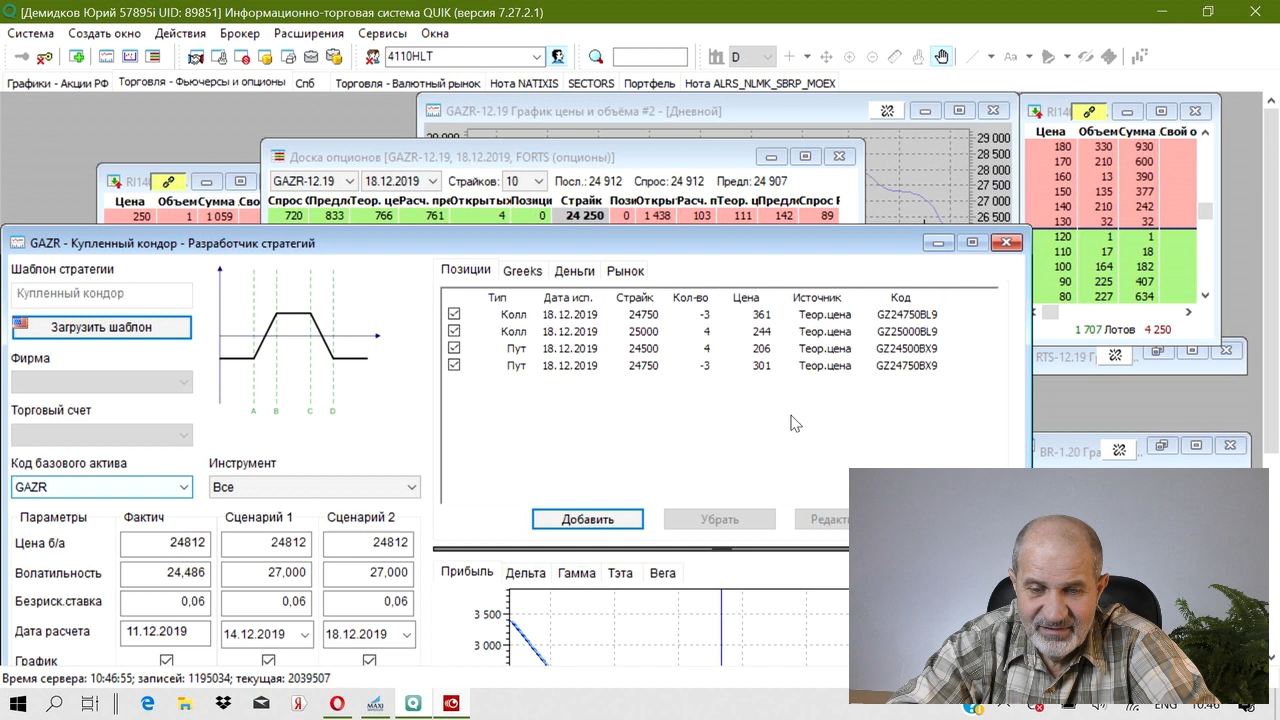 [Демидков Юрий 57895i UID: 89851] Информационно-торговая система QUIK (версия 7.27.2.1)
Система Создать окно Действия Брокер Расширения Сервисы Окна
4110HLT D Aa
Графики - Акции РФ Торговля - Фьючерсы и опционы Спб Торговля - Валютный рынок Нота NATIXIS SECTORS Портфель Нота ALRS_NLMK_SBRP_MOEX
GAZR-12.19 График цены и объёма #2 - [Дневной]
29 000
28 500
28 000
27 500
27 000
26 500
Цена Объем Сумма Свой о
180 330 930
170 210 600
160 13 390
150 135 377
140 210 242
130 32 32
120 1 1
110 17 18
100 164 182
90 225 407
80 227 634
1 707 Лотов 4 250
Доска опционов [GAZR-12.19, 18.12.2019, FORTS (опционы)]
GAZR-12.19 18.12.2019 Страйков: 10 Посл.: 24 912 Спрос: 24 912 Предл: 24 907
Цена Объем Сумма
250 1 1 059
720 833 766 761 4 0 24 250 0 1 438 103 111 142 89
RTS-12.19 Гра
BR-1.20 Гра
GAZR - Купленный кондор - Разработчик стратегий
Шаблон стратегии
Купленный кондор
Загрузить шаблон
Фирма
Торговый счет
A B C D
Код базового актива Инструмент
GAZR Все
Параметры Фактич Сценарий 1 Сценарий 2
Цена б/а 24812 24812 24812
Волатильность 24,486 27,000 27,000
Безриск.ставка 0,06 0,06 0,06
Дата расчета 11.12.2019 14.12.2019 18.12.2019
График
Позиции Greeks Деньги Рынок
Тип Дата исп. Страйк Кол-во Цена Источник Код
Колл 18.12.2019 24750 -3 361 Теор.цена GZ24750BL9
Колл 18.12.2019 25000 4 244 Теор.цена GZ25000BL9
Пут 18.12.2019 24500 4 206 Теор.цена GZ24500BX9
Пут 18.12.2019 24750 -3 301 Теор.цена GZ24750BX9
Добавить Убрать
Прибыль Дельта Гамма Тэта Вега
3 500
3 000
Время сервера: 10:46:55; записей: 1195034; текущая: 2039507
MAXI ENG 10:46